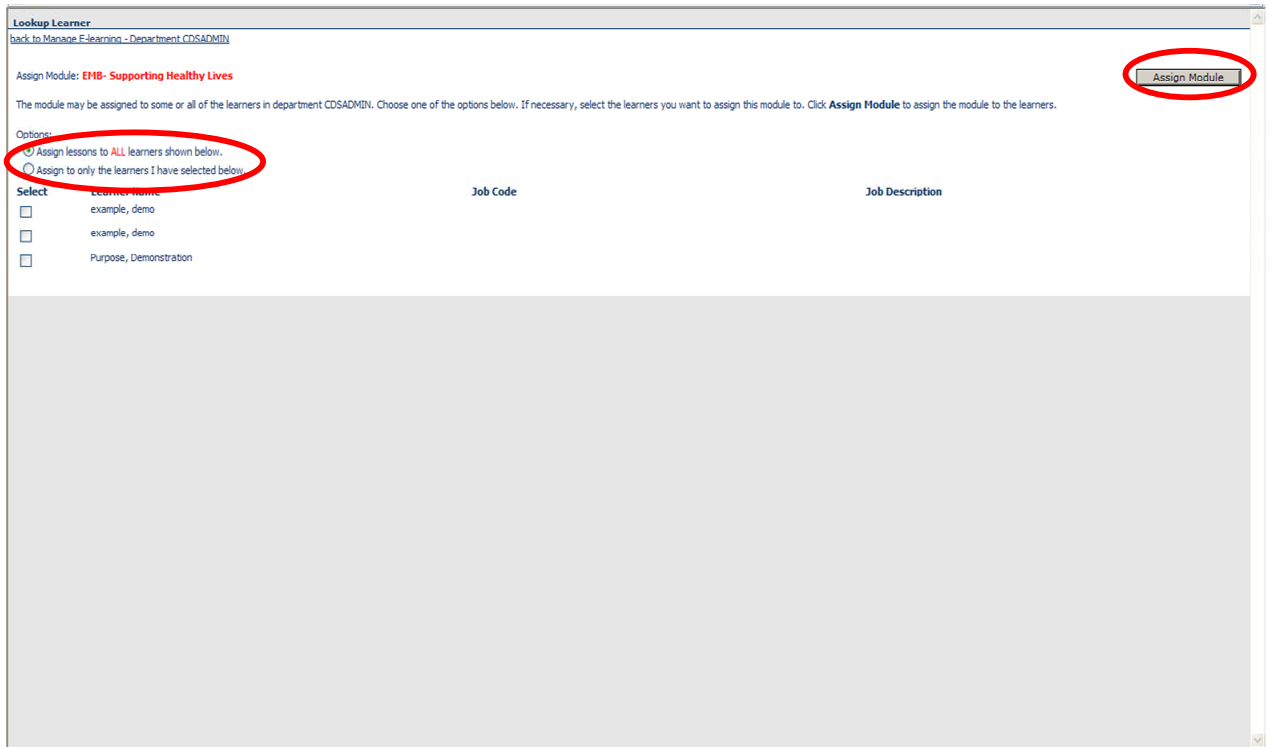 Lookup Learner
back to Manage E-learning - Department CDSADMIN
Assign Module: EMB- Supporting Healthy Lives
Assign Module
The module may be assigned to some or all of the learners in department CDSADMIN. Choose one of the options below. If necessary, select the learners you want to assign this module to. Click Assign Module to assign the module to the learners.
Options:
Assign lessons to ALL learners shown below.
Assign to only the learners I have selected below.
Select Learner Name Job Code Job Description
example, demo
example, demo
Purpose, Demonstration